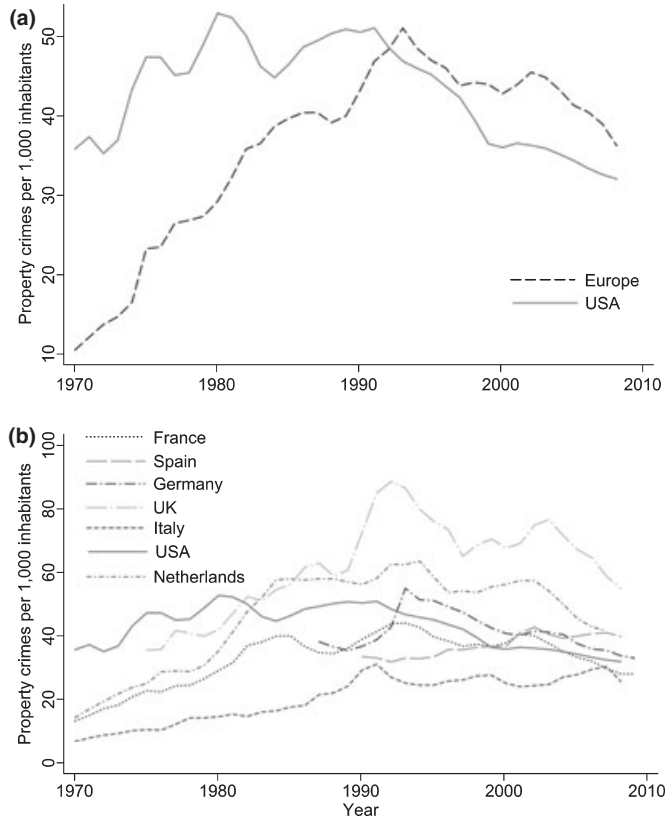 (a)
Property crimes per 1,000 inhabitants
50
40
30
20
10
Europe
USA
1970 1980 1990 2000 2010
(b)
Property crimes per 1,000 inhabitants
100
80
60
40
20
0
France
Spain
Germany
UK
Italy
USA
Netherlands
1970 1980 1990 2000 2010
Year